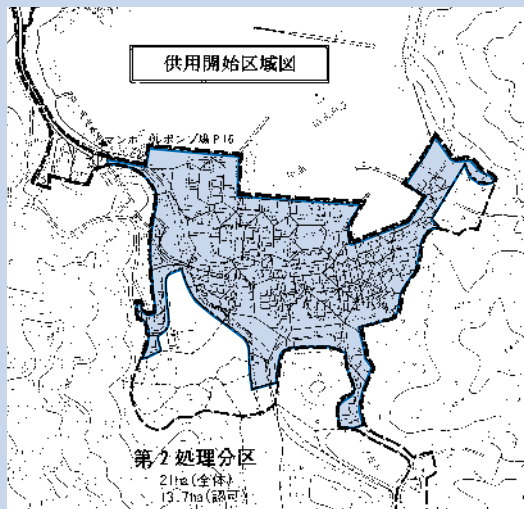 供用開始区域図
マンホールポンプ場P15
第2処理分区
21ha(全体)
13.7ha(認可)